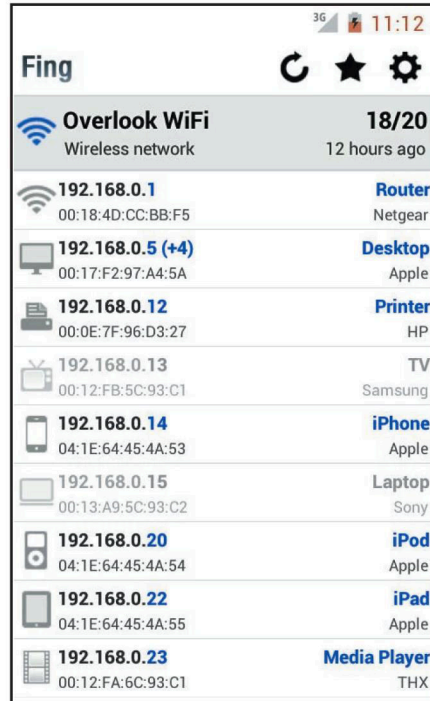 3G 11:12
Fing
Overlook WiFi 18/20
Wireless network 12 hours ago
192.168.0.1 Router
00:18:4D:CC:BB:F5 Netgear
192.168.0.5 (+4) Desktop
00:17:F2:97:A4:5A Apple
192.168.0.12 Printer
00:0E:7F:96:D3:27 HP
192.168.0.13 TV
00:12:FB:5C:93:C1 Samsung
192.168.0.14 iPhone
04:1E:64:45:4A:53 Apple
192.168.0.15 Laptop
00:13:A9:5C:93:C2 Sony
192.168.0.20 iPod
04:1E:64:45:4A:54 Apple
192.168.0.22 iPad
04:1E:64:45:4A:55 Apple
192.168.0.23 Media Player
00:12:FA:6C:93:C1 THX